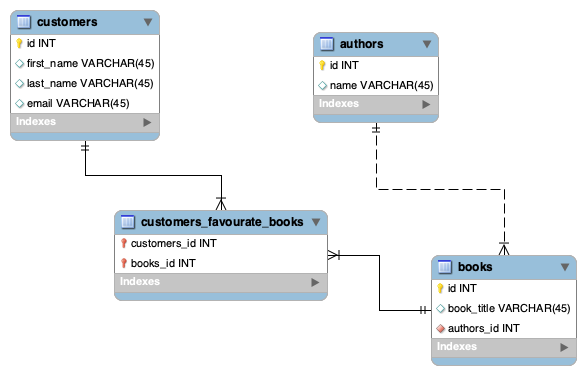 customers
id INT
first_name VARCHAR(45)
last_name VARCHAR(45)
email VARCHAR(45)
Indexes
authors
id INT
name VARCHAR(45)
Indexes
customers_favourate_books
customers_id INT
books_id INT
Indexes
books
id INT
book_title VARCHAR(45)
authors_id INT
Indexes